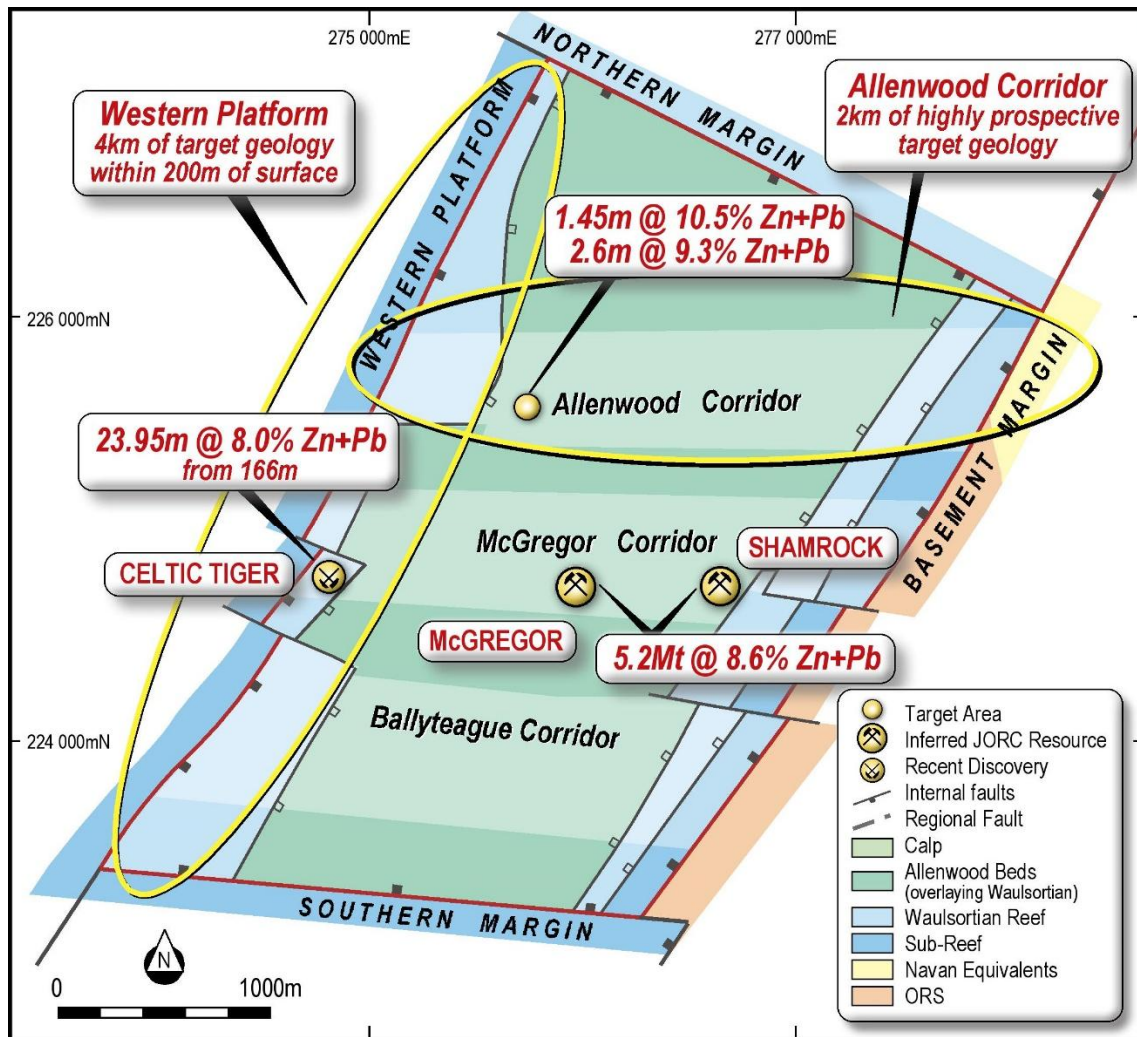 275 000mE
277 000mE
NORTHERN MARGIN
Western Platform
4km of target geology
within 200m of surface
Allenwood Corridor
2km of highly prospective
target geology
WESTERN PLATFORM
1.45m @ 10.5% Zn+Pb
2.6m @ 9.3% Zn+Pb
226 000mN
Allenwood Corridor
BASEMENT MARGIN
23.95m @ 8.0% Zn+Pb
from 166m
McGregor Corridor
SHAMROCK
CELTIC TIGER
McGREGOR
5.2Mt @ 8.6% Zn+Pb
Ballyteague Corridor
224 000mN
Target Area
Inferred JORC Resource
Recent Discovery
Internal faults
Regional Fault
Calp
Allenwood Beds
(overlaying Waulsortian)
Waulsortian Reef
Sub-Reef
Navan Equivalents
ORS
SOUTHERN MARGIN
N
0 1000m